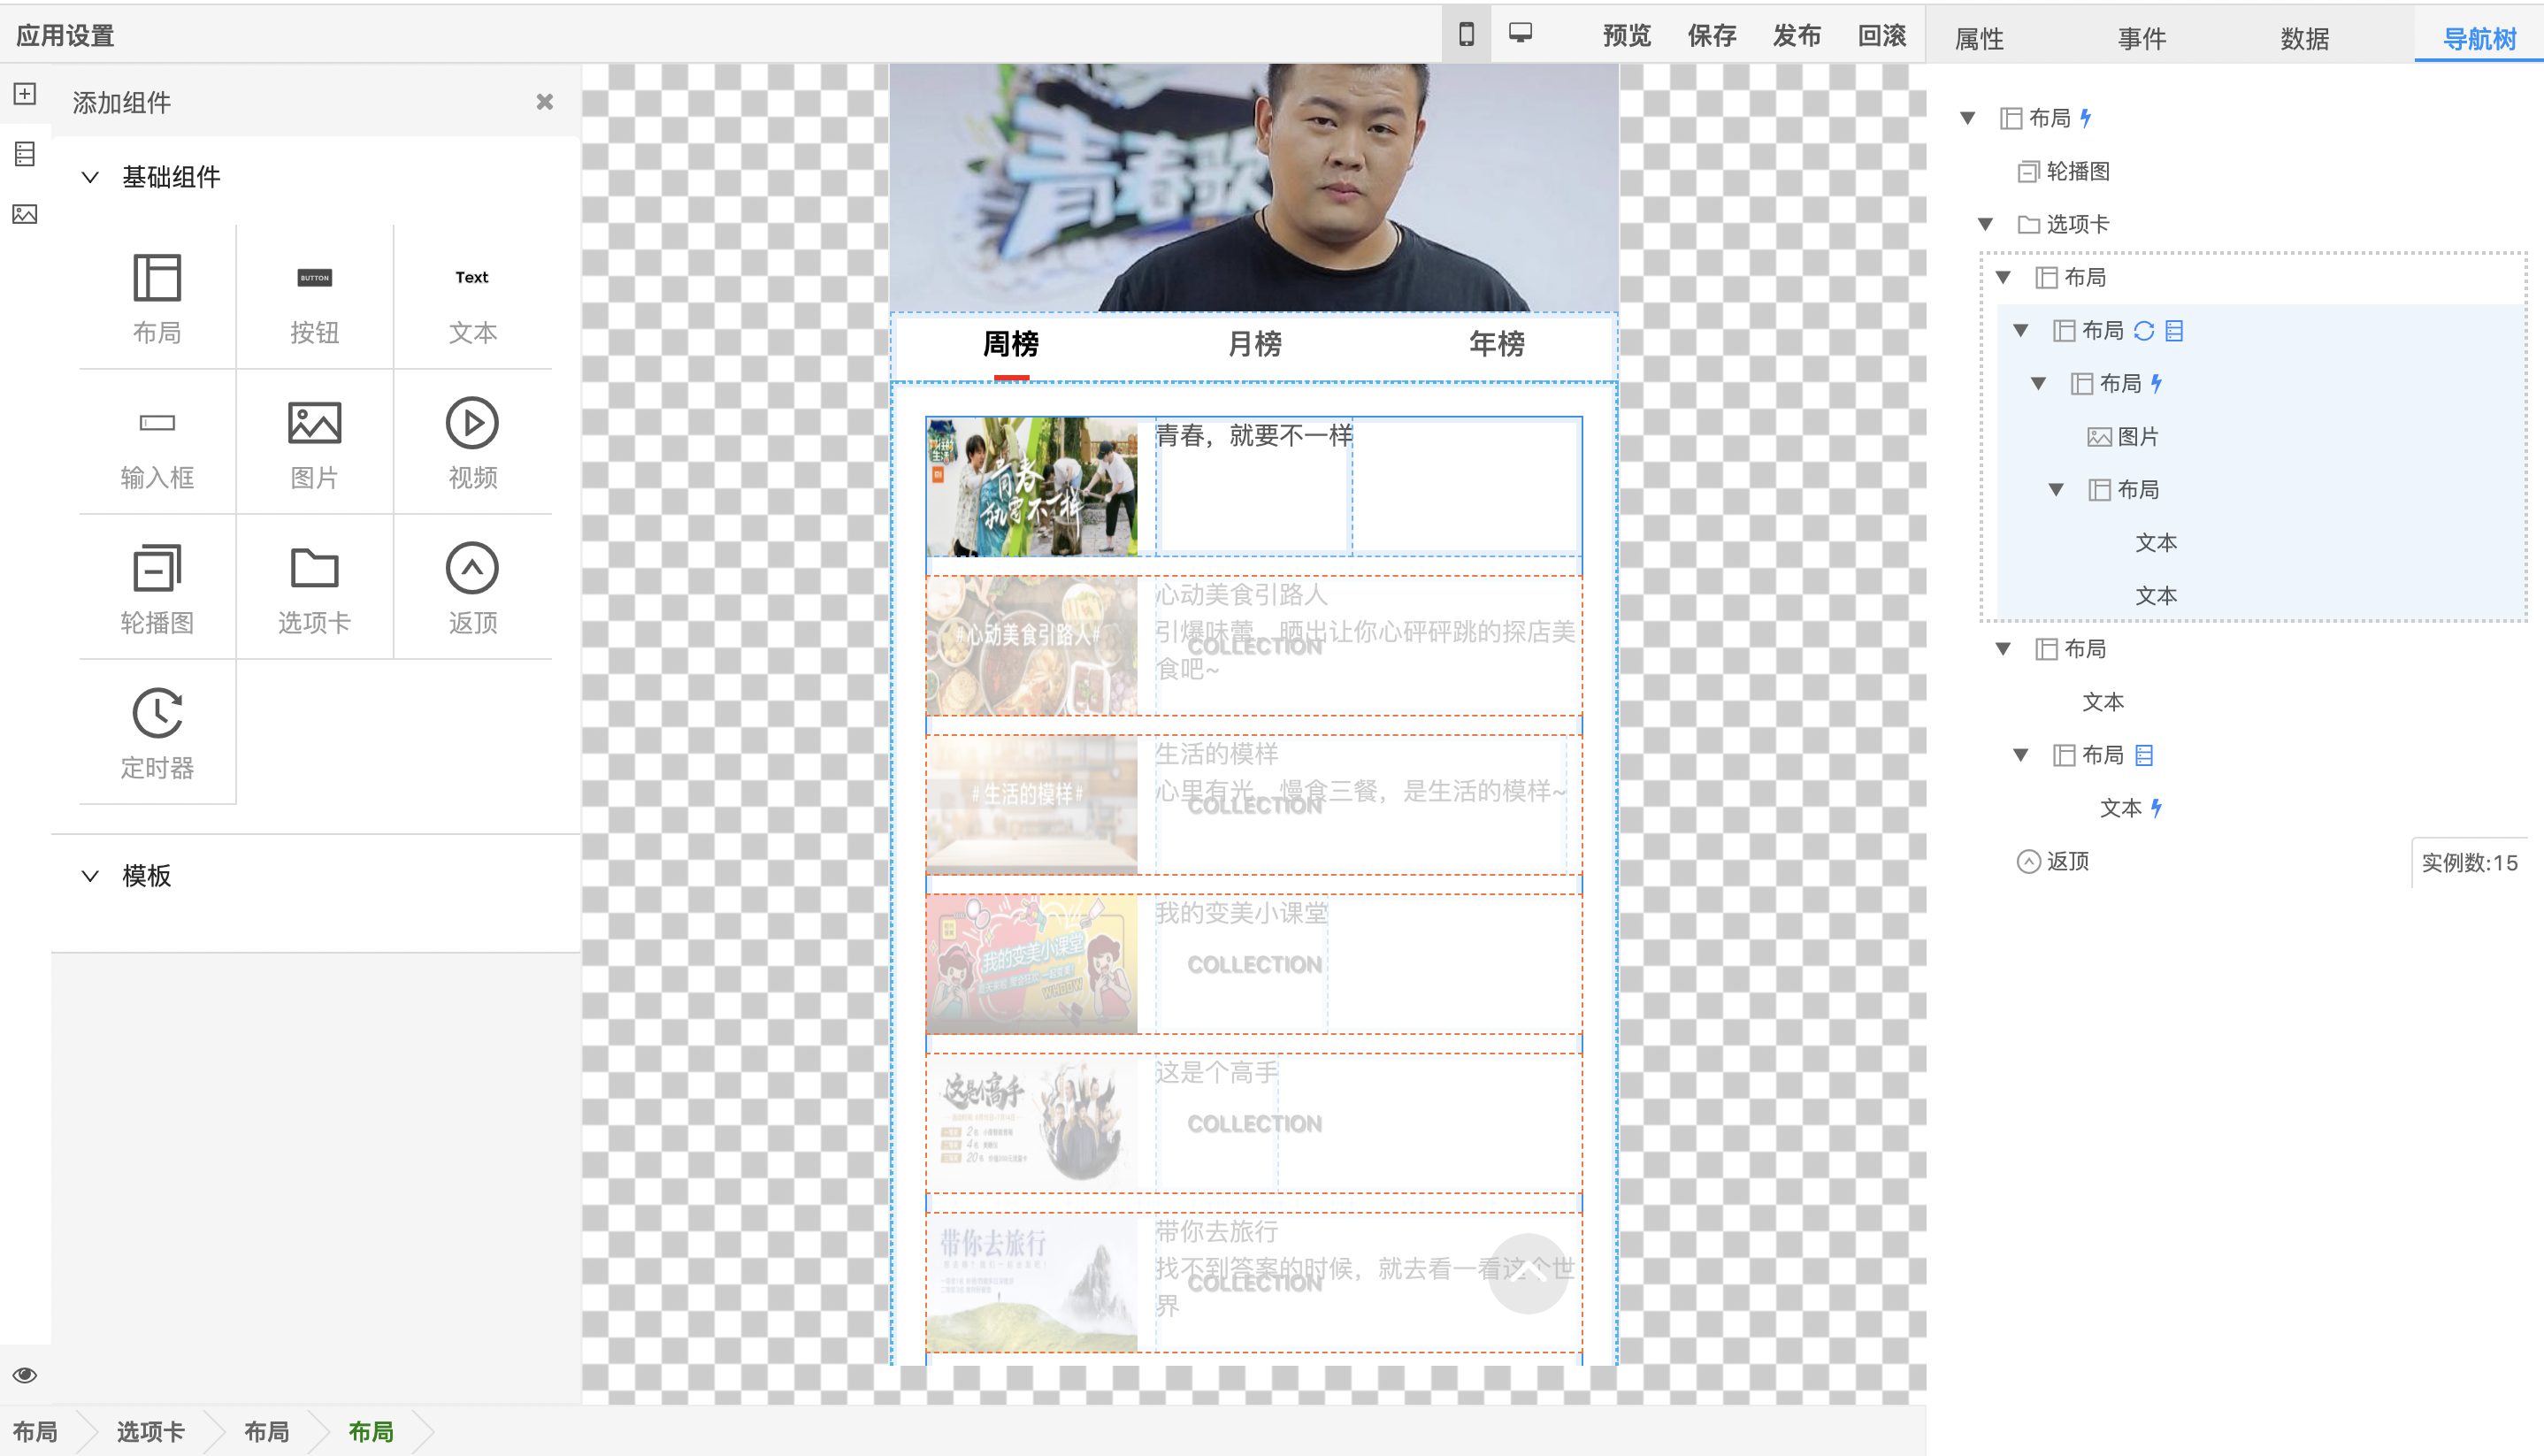 应用设置
预览 保存 发布 回滚
属性 事件 数据 导航树
添加组件
基础组件
布局
BUTTON
按钮
Text
文本
输入框
图片
视频
轮播图
选项卡
返顶
定时器
模板
青春歌
周榜 月榜 年榜
青春
就要不一样
青春，就要不一样
#心动美食引路人#
心动美食引路人
引爆味蕾，晒出让你心砰砰跳的探店美
食吧~
COLLECTION
#生活的模样#
生活的模样
心里有光，慢食三餐，是生活的模样~
COLLECTION
我的变美小课堂
WHOOW
我的变美小课堂
COLLECTION
这是个高手
这是个高手
COLLECTION
带你去旅行
带你去旅行
找不到答案的时候，就去看一看这个世
界
COLLECTION
布局
轮播图
选项卡
布局
布局
布局
图片
布局
文本
文本
布局
文本
布局
文本
返顶
实例数:15
布局 选项卡 布局 布局